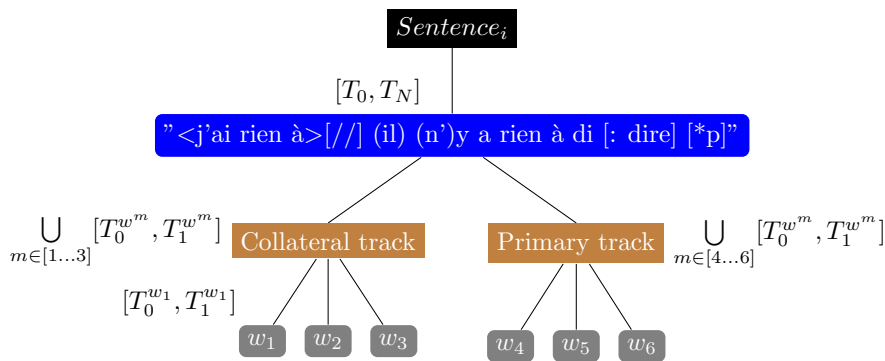 Sentence_i
[T_0, T_N]
"<j'ai rien à>[//] (il) (n')y a rien à di [: dire] [*p]"
⋃_{m∈[1...3]}[T_0^{w^m}, T_1^{w^m}] Collateral track Primary track ⋃_{m∈[4...6]}[T_0^{w^m}, T_1^{w^m}]
[T_0^{w_1}, T_1^{w_1}]
w_1 w_2 w_3 w_4 w_5 w_6